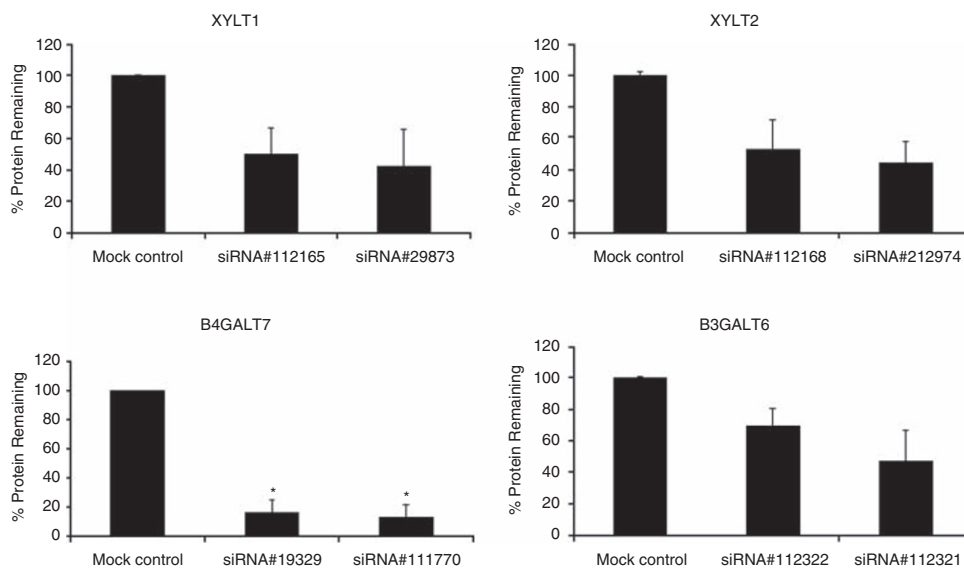 XYLT1
% Protein Remaining
120
100
80
60
40
20
0
Mock control siRNA#112165 siRNA#29873
XYLT2
% Protein Remaining
120
100
80
60
40
20
0
Mock control siRNA#112168 siRNA#212974
B4GALT7
% Protein Remaining
120
100
80
60
40
20
0
* *
Mock control siRNA#19329 siRNA#111770
B3GALT6
% Protein Remaining
120
100
80
60
40
20
0
Mock control siRNA#112322 siRNA#112321